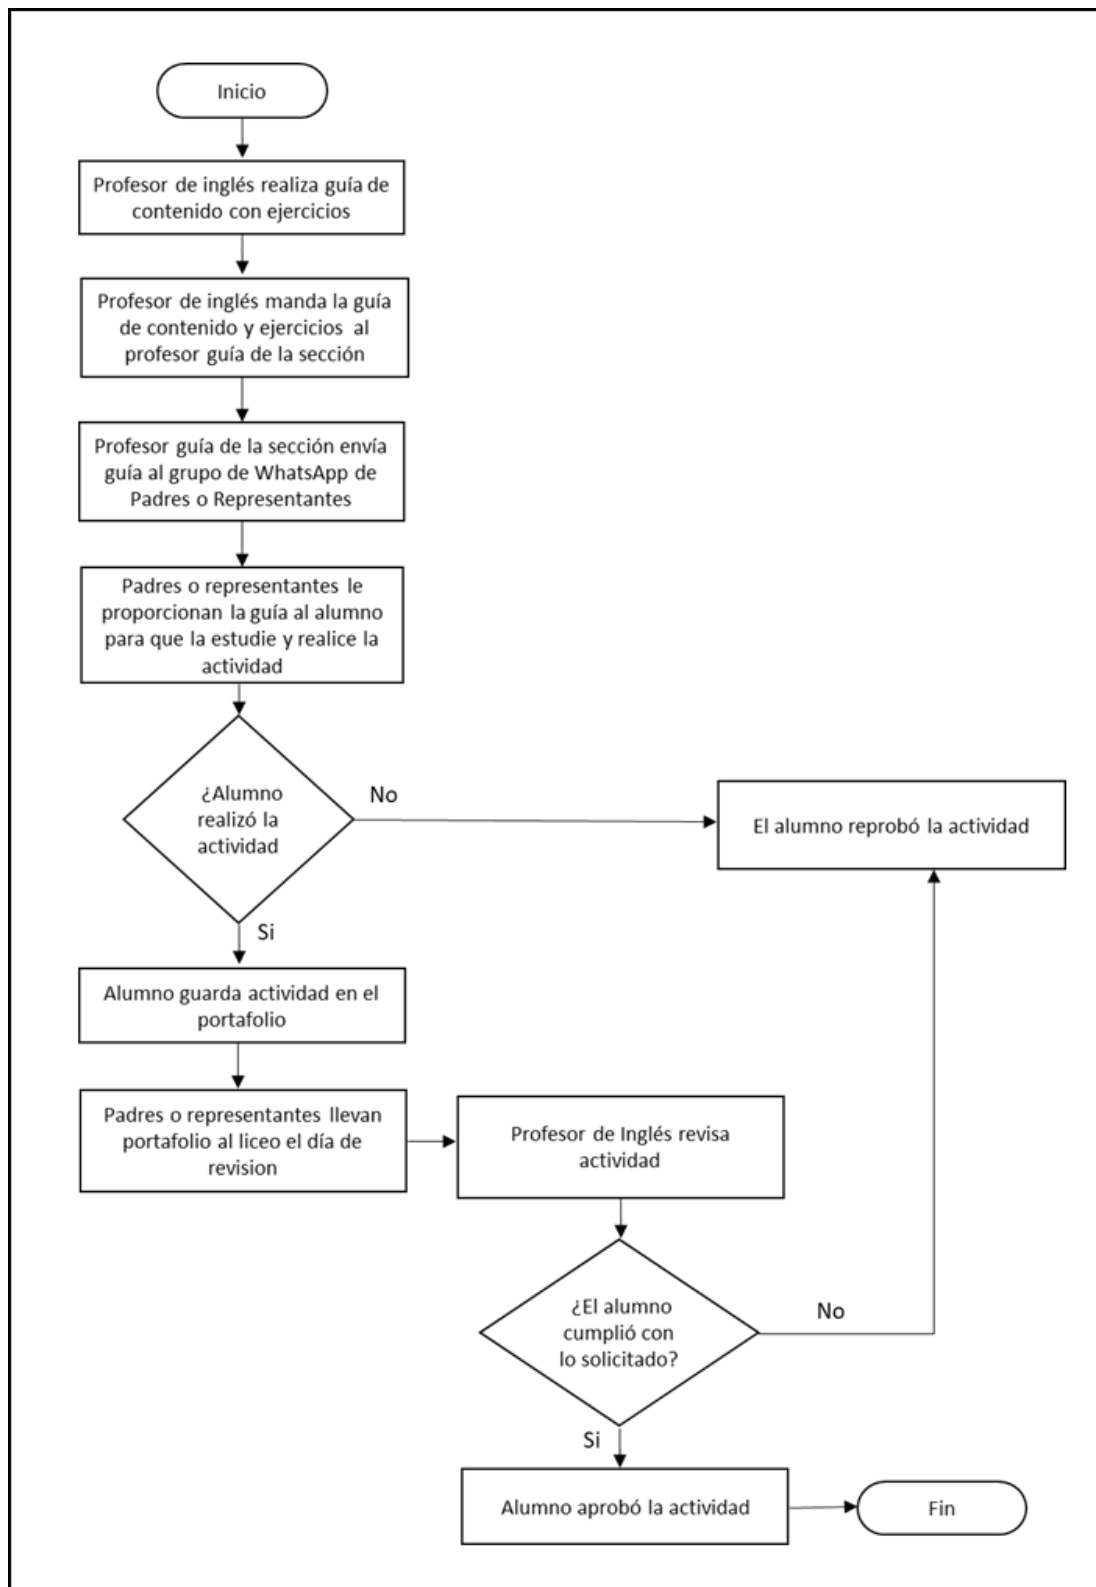 Inicio
Profesor de inglés realiza guía de
contenido con ejercicios
Profesor de inglés manda la guía
de contenido y ejercicios al
profesor guía de la sección
Profesor guía de la sección envía
guía al grupo de WhatsApp de
Padres o Representantes
Padres o representantes le
proporcionan la guía al alumno
para que la estudie y realice la
actividad
¿Alumno
realizó la
actividad
No
El alumno reprobó la actividad
Si
Alumno guarda actividad en el
portafolio
Padres o representantes llevan
portafolio al liceo el día de
revision
Profesor de Inglés revisa
actividad
¿El alumno
cumplió con
lo solicitado?
No
Si
Alumno aprobó la actividad
Fin